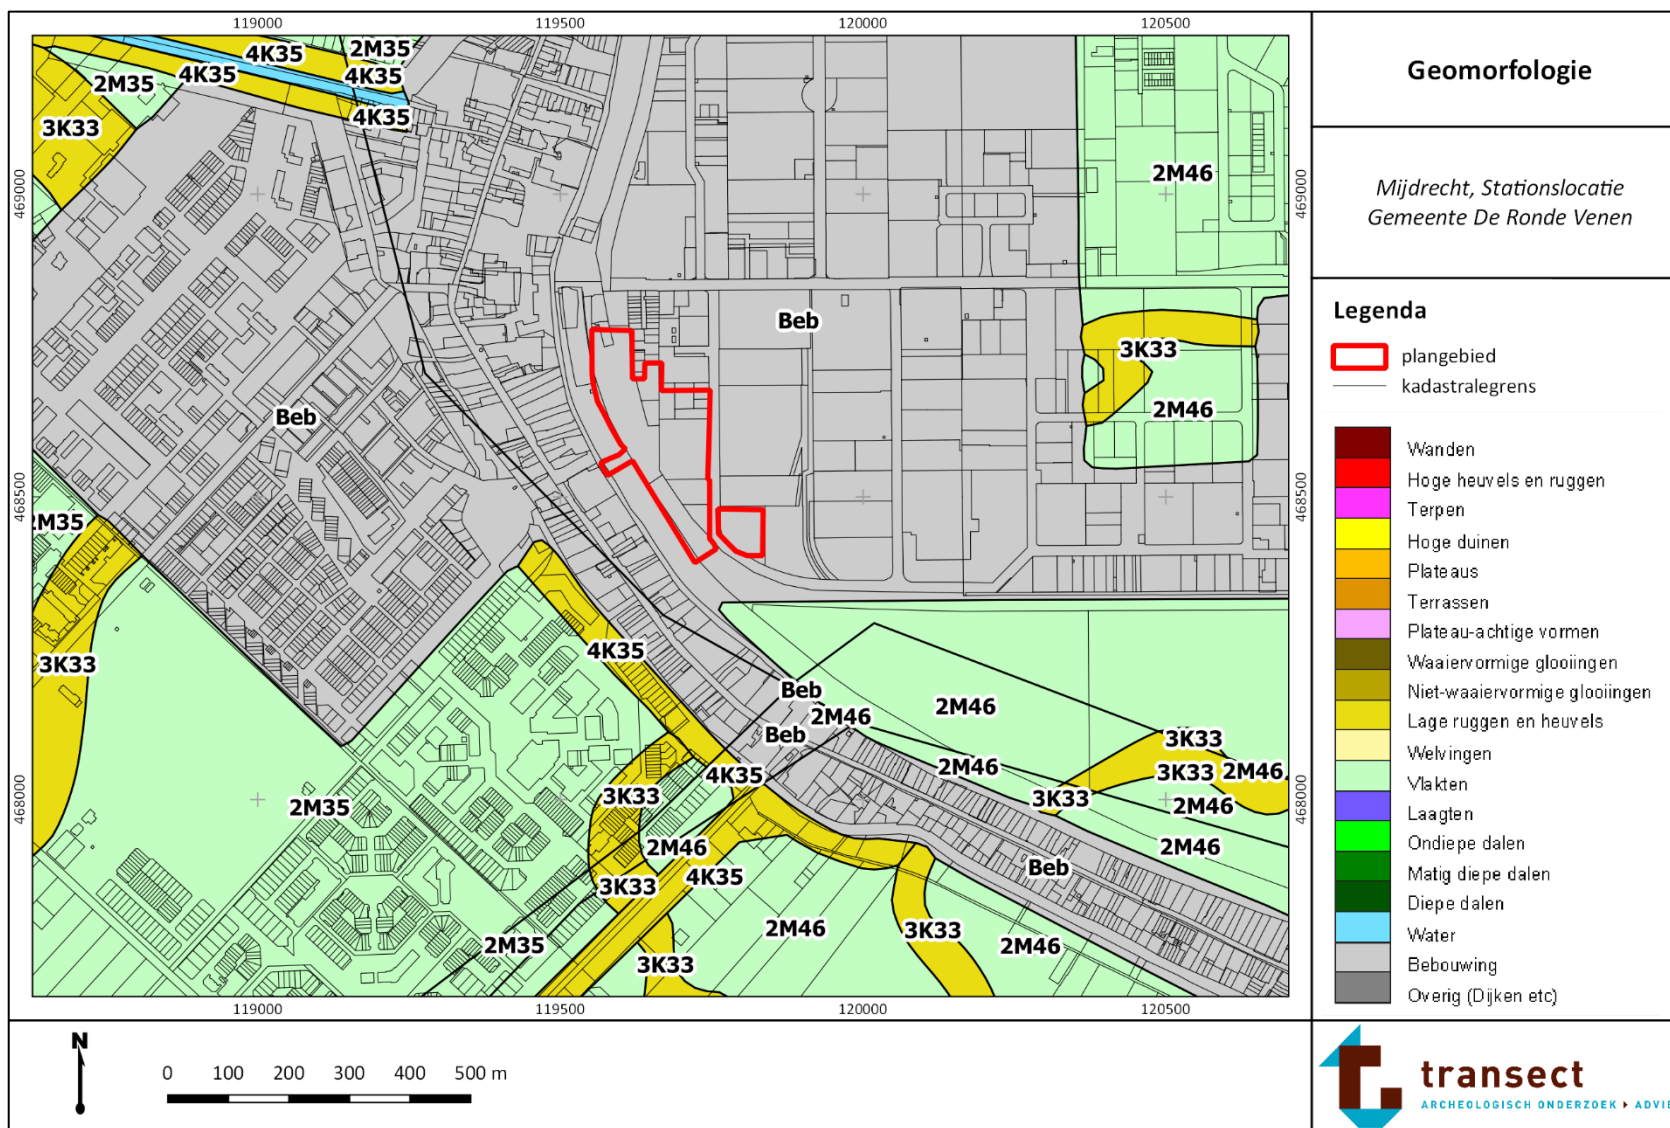 119000 119500 120000 120500
469000
468500
468000
469000
468500
468000
4K35
2M35
4K35
2M35
4K35
4K35
3K33
2M46
Beb
3K33
2M46
Beb
2M35
3K33
4K35
Beb
2M46
2M46
Beb
3K33
4K35
2M46
3K33
2M46
3K33
3K33
2M46
2M35
2M46
2M46
Beb
4K35
3K33
2M46
3K33
2M46
2M35
3K33
119000 119500 120000 120500
N
0 100 200 300 400 500 m
Geomorfologie
Mijdrecht, Stationslocatie
Gemeente De Ronde Venen
Legenda
plangebied
kadastralegrens
Wanden
Hoge heuvels en ruggen
Terpen
Hoge duinen
Plateaus
Terrassen
Plateau-achtige vormen
Waaiervormige glooiingen
Niet-waaiervormige glooiingen
Lage ruggen en heuvels
Welvingen
Vlakten
Laagten
Ondiepe dalen
Matig diepe dalen
Diepe dalen
Water
Bebouwing
Overig (Dijken etc)
transect
ARCHEOLOGISCH ONDERZOEK ▸ ADVIE